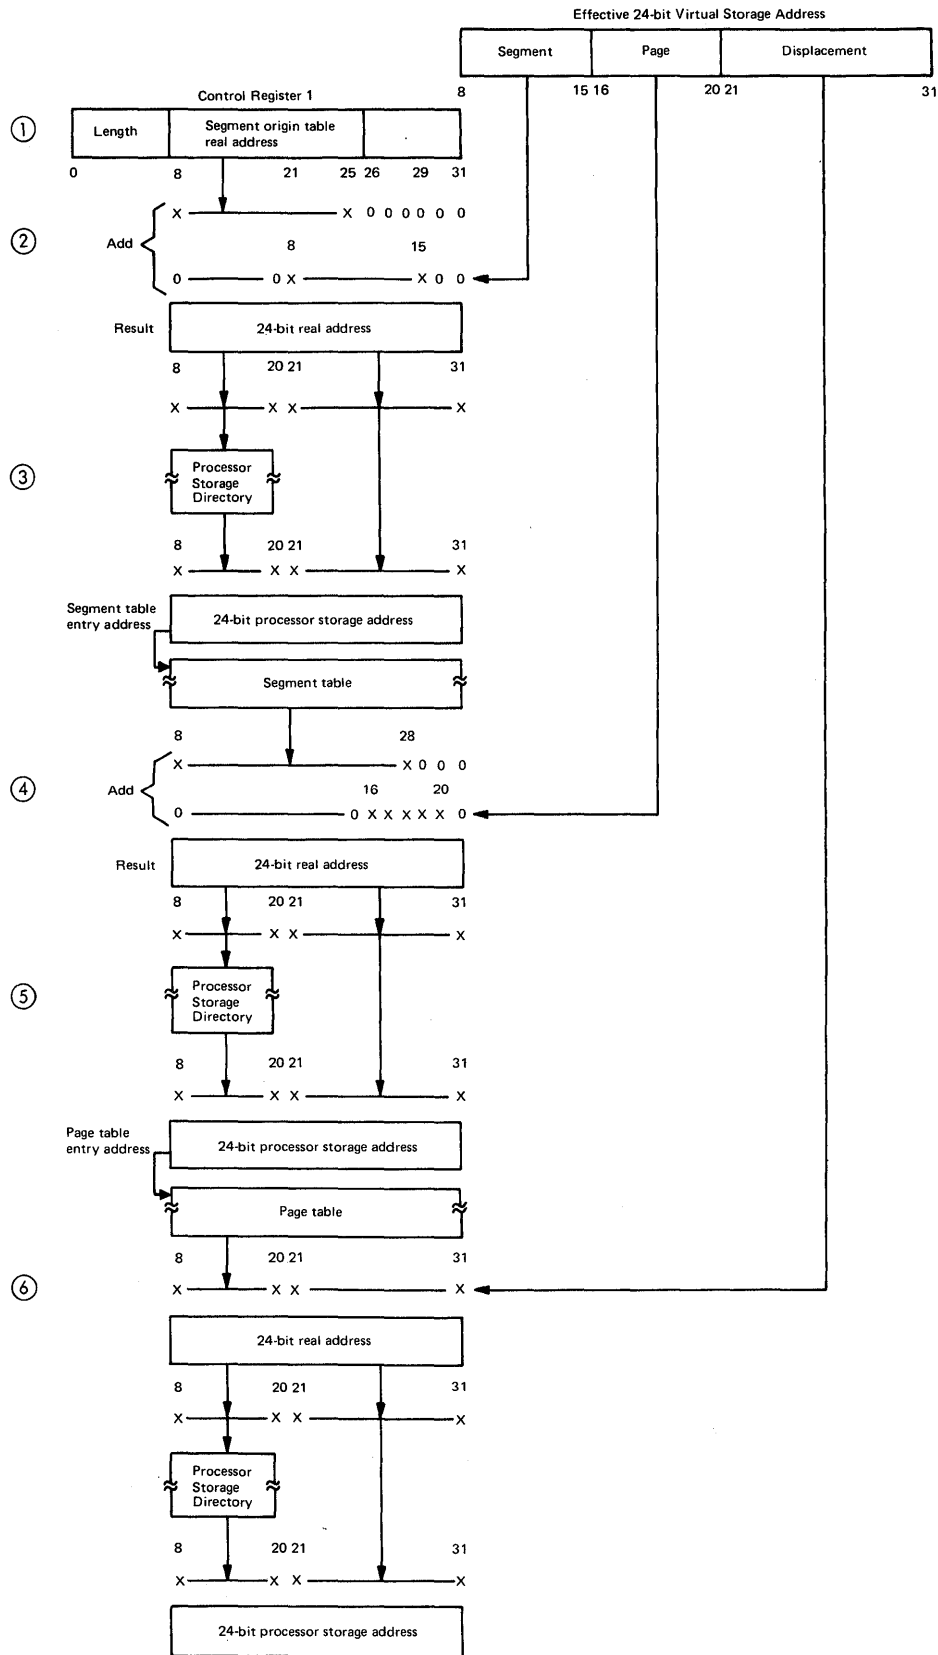 Effective 24-bit Virtual Storage Address
Segment Page Displacement
8 15 16 20 21 31
Control Register 1
① Length Segment origin table
real address
0 8 21 25 26 29 31
X X 0 0 0 0 0 0
② Add 8 15
0 0 X X 0 0
Result 24-bit real address
8 20 21 31
X X X X
③ Processor
Storage
Directory
8 20 21 31
X X X X
Segment table
entry address
24-bit processor storage address
Segment table
8 28
X X 0 0 0
④ Add 16 20
0 0 X X X X X 0
Result 24-bit real address
8 20 21 31
X X X X
⑤ Processor
Storage
Directory
8 20 21 31
X X X X
Page table
entry address
24-bit processor storage address
Page table
8 20 21 31
⑥ X X X X
24-bit real address
8 20 21 31
X X X X
Processor
Storage
Directory
8 20 21 31
X X X X
24-bit processor storage address